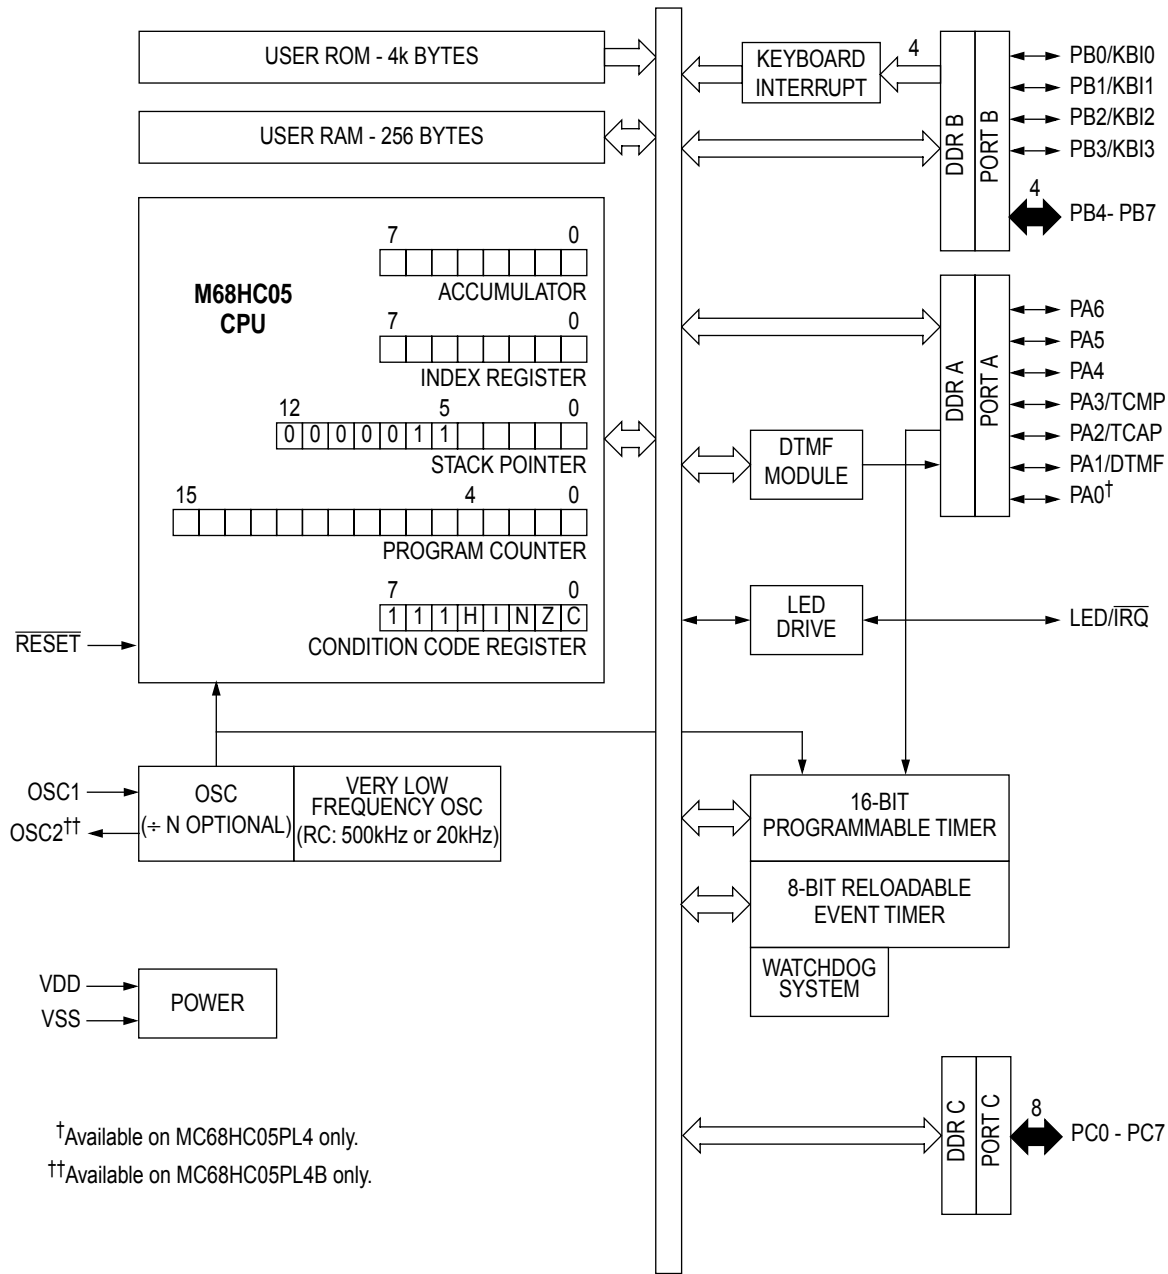 USER ROM - 4k BYTES
USER RAM - 256 BYTES
M68HC05
CPU
7 0
ACCUMULATOR
7 0
INDEX REGISTER
12 5 0
0 0 0 0 0 1 1
STACK POINTER
15 4 0
PROGRAM COUNTER
7 0
1 1 1 H I N Z C
CONDITION CODE REGISTER
RESET
OSC1
OSC2††
OSC
(÷ N OPTIONAL)
VERY LOW
FREQUENCY OSC
(RC: 500kHz or 20kHz)
VDD
VSS
POWER
†Available on MC68HC05PL4 only.
††Available on MC68HC05PL4B only.
KEYBOARD
INTERRUPT
4
DDR B
PORT B
PB0/KBI0
PB1/KBI1
PB2/KBI2
PB3/KBI3
4
PB4- PB7
DDR A
PORT A
PA6
PA5
PA4
PA3/TCMP
PA2/TCAP
PA1/DTMF
PA0†
DTMF
MODULE
LED
DRIVE
LED/IRQ
16-BIT
PROGRAMMABLE TIMER
8-BIT RELOADABLE
EVENT TIMER
WATCHDOG
SYSTEM
DDR C
PORT C
8
PC0 - PC7